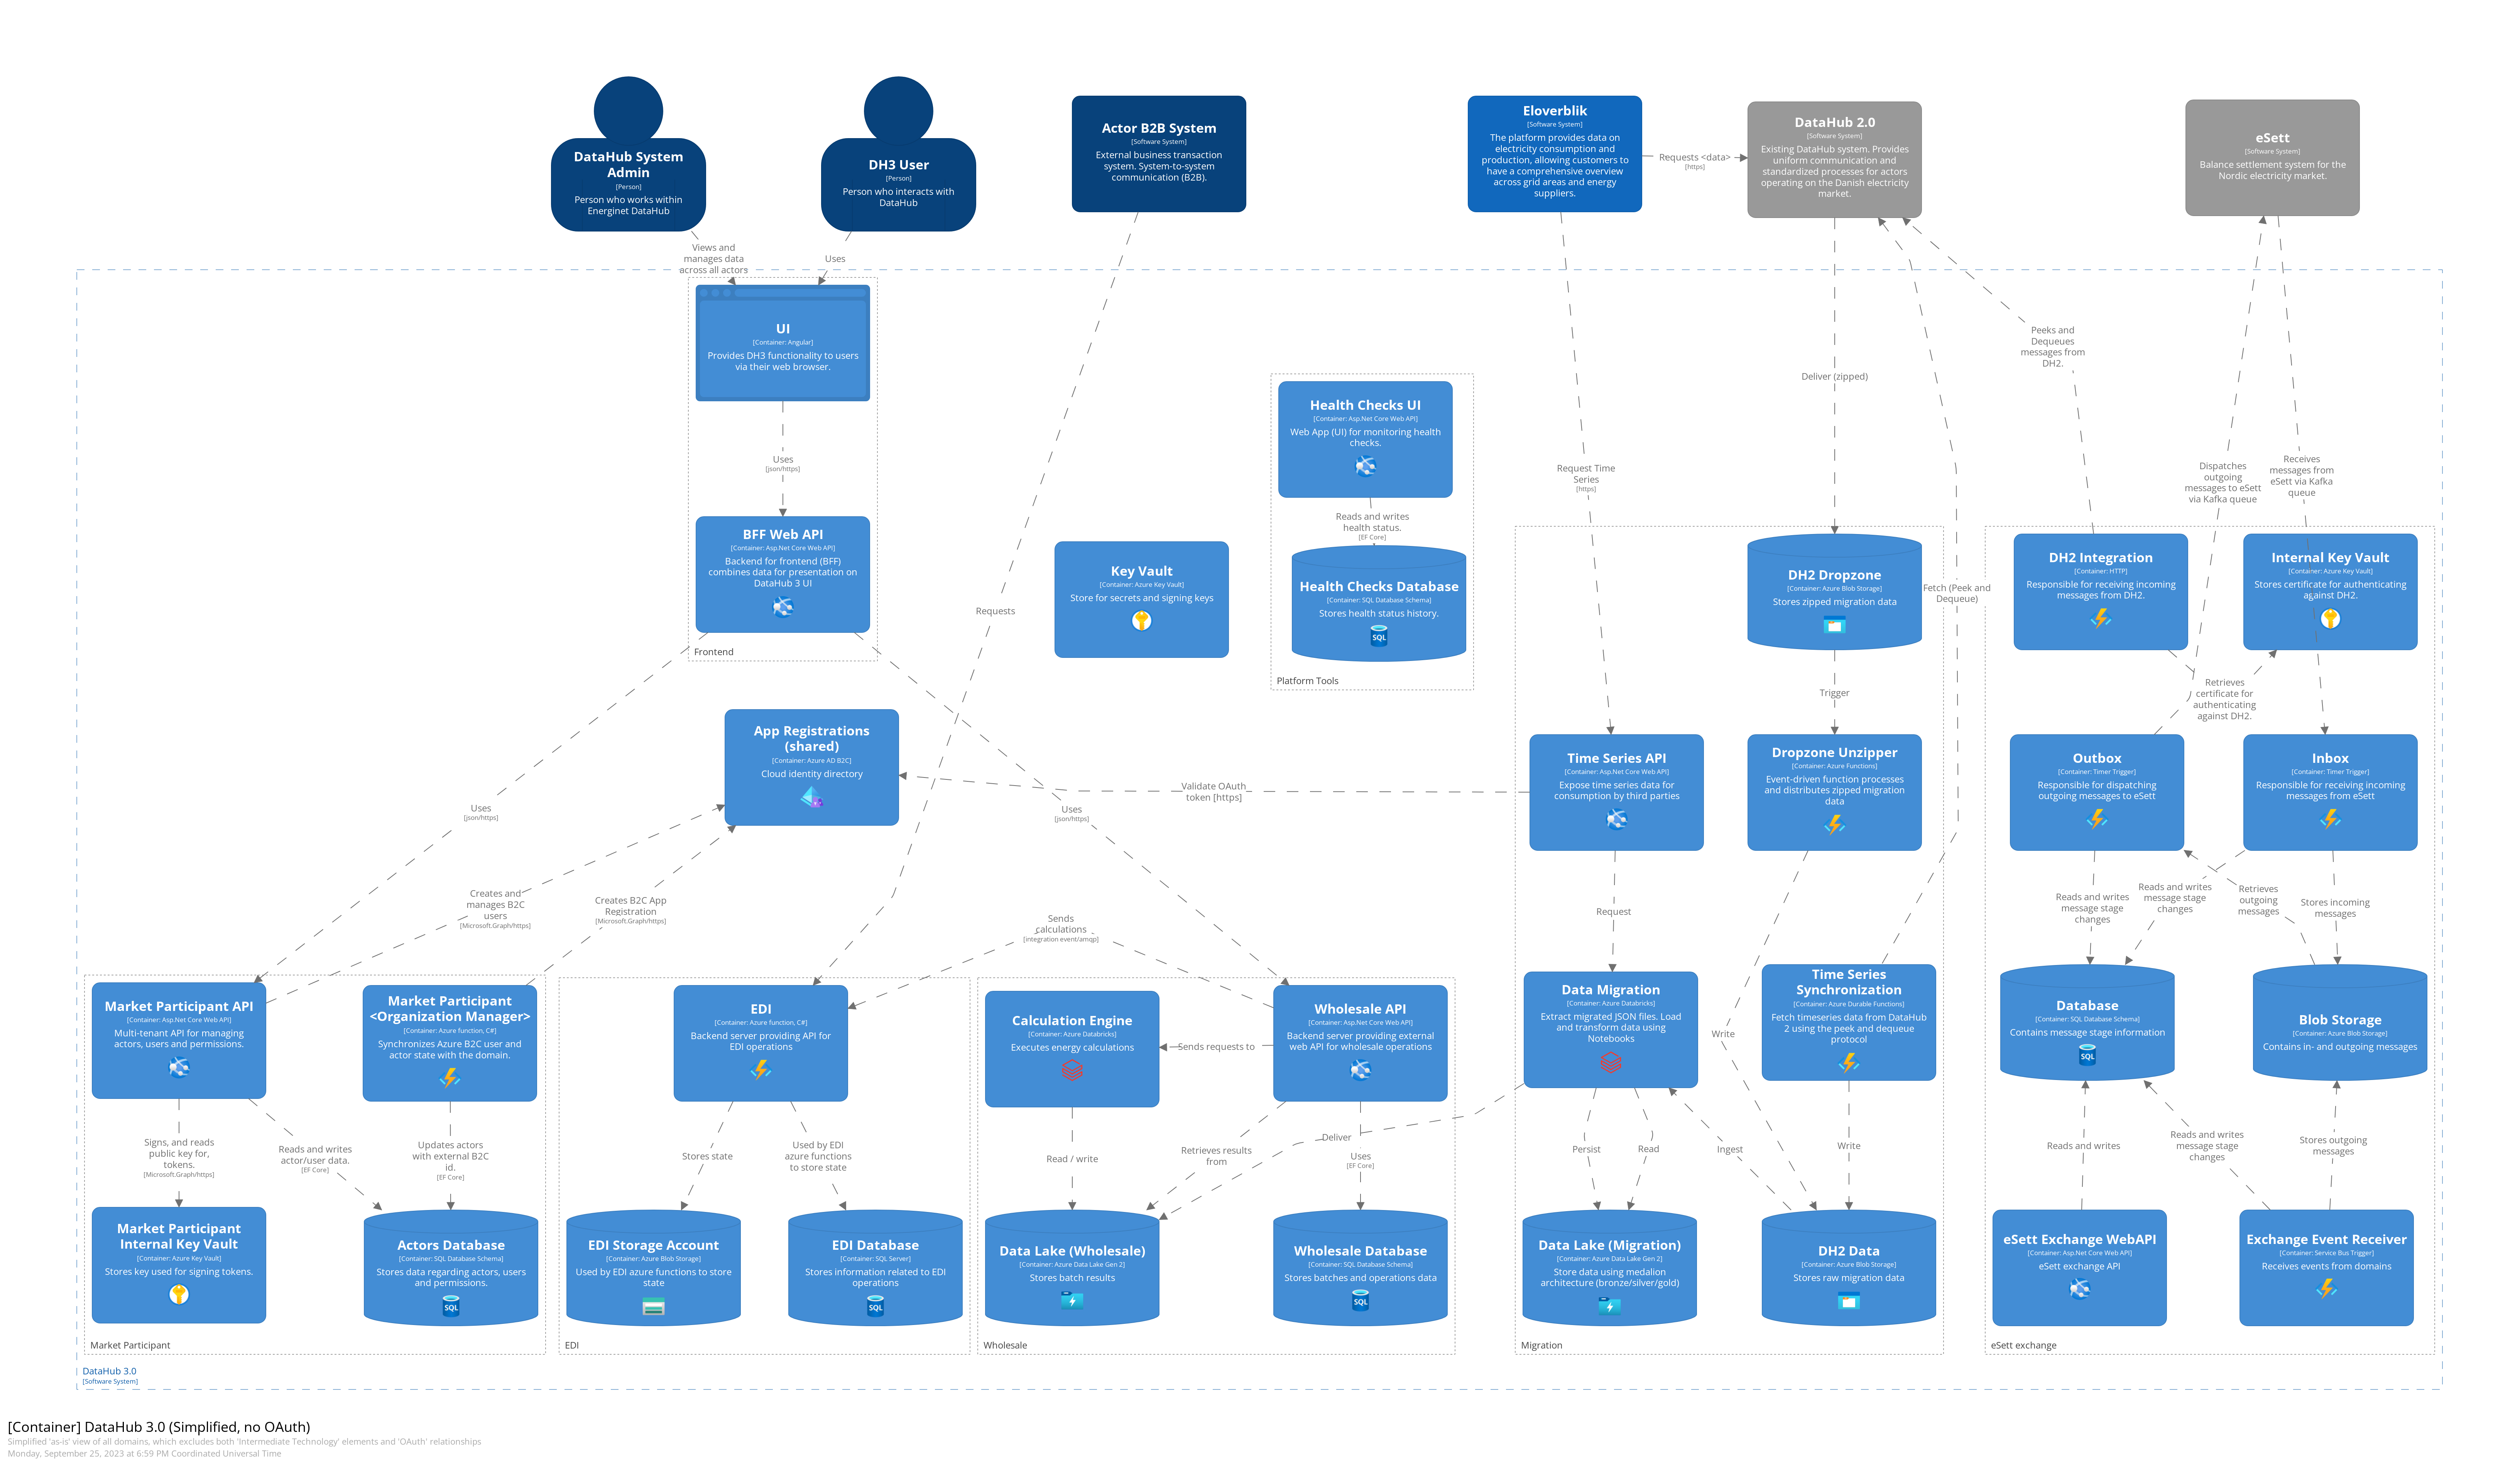 DataHub System
Admin
[Person]
Person who works within
Energinet DataHub
DH3 User
[Person]
Person who interacts with
DataHub
Actor B2B System
[Software System]
External business transaction
system. System-to-system
communication (B2B).
Eloverblik
[Software System]
The platform provides data on
electricity consumption and
production, allowing customers to
have a comprehensive overview
across grid areas and energy
suppliers.
Requests <data>
[https]
DataHub 2.0
[Software System]
Existing DataHub system. Provides
uniform communication and
standardized processes for actors
operating on the Danish electricity
market.
eSett
[Software System]
Balance settlement system for the
Nordic electricity market.
Views and
manages data
across all actors
Uses
UI
[Container: Angular]
Provides DH3 functionality to users
via their web browser.
Uses
[json/https]
BFF Web API
[Container: Asp.Net Core Web API]
Backend for frontend (BFF)
combines data for presentation on
DataHub 3 UI
Frontend
Requests
Key Vault
[Container: Azure Key Vault]
Store for secrets and signing keys
Health Checks UI
[Container: Asp.Net Core Web API]
Web App (UI) for monitoring health
checks.
Reads and writes
health status.
[EF Core]
Health Checks Database
[Container: SQL Database Schema]
Stores health status history.
SQL
Platform Tools
Request Time
Series
[https]
Deliver (zipped)
Peeks and
Dequeues
messages from
DH2.
Dispatches
outgoing
messages to eSett
via Kafka queue
Receives
messages from
eSett via Kafka
queue
DH2 Dropzone
[Container: Azure Blob Storage]
Stores zipped migration data
Fetch (Peek and
Dequeue)
DH2 Integration
[Container: HTTP]
Responsible for receiving incoming
messages from DH2.
Internal Key Vault
[Container: Azure Key Vault]
Stores certificate for authenticating
against DH2.
Trigger
Retrieves
certificate for
authenticating
against DH2.
App Registrations
(shared)
[Container: Azure AD B2C]
Cloud identity directory
Validate OAuth
token [https]
Time Series API
[Container: Asp.Net Core Web API]
Expose time series data for
consumption by third parties
Dropzone Unzipper
[Container: Azure Functions]
Event-driven function processes
and distributes zipped migration
data
Outbox
[Container: Timer Trigger]
Responsible for dispatching
outgoing messages to eSett
Inbox
[Container: Timer Trigger]
Responsible for receiving incoming
messages from eSett
Uses
[json/https]
Uses
[json/https]
Creates and
manages B2C
users
[Microsoft.Graph/https]
Creates B2C App
Registration
[Microsoft.Graph/https]
Sends
calculations
[integration event/amqp]
Request
Reads and writes
message stage
changes
Reads and writes
message stage
changes
Retrieves
outgoing
messages
Stores incoming
messages
Market Participant API
[Container: Asp.Net Core Web API]
Multi-tenant API for managing
actors, users and permissions.
Market Participant
<Organization Manager>
[Container: Azure function, C#]
Synchronizes Azure B2C user and
actor state with the domain.
EDI
[Container: Azure function, C#]
Backend server providing API for
EDI operations
Calculation Engine
[Container: Azure Databricks]
Executes energy calculations
Sends requests to
Wholesale API
[Container: Asp.Net Core Web API]
Backend server providing external
web API for wholesale operations
Data Migration
[Container: Azure Databricks]
Extract migrated JSON files. Load
and transform data using
Notebooks
Write
Time Series
Synchronization
[Container: Azure Durable Functions]
Fetch timeseries data from DataHub
2 using the peek and dequeue
protocol
Database
[Container: SQL Database Schema]
Contains message stage information
SQL
Blob Storage
[Container: Azure Blob Storage]
Contains in- and outgoing messages
Signs, and reads
public key for,
tokens.
[Microsoft.Graph/https]
Reads and writes
actor/user data.
[EF Core]
Updates actors
with external B2C
id.
[EF Core]
Stores state
Used by EDI
azure functions
to store state
Read / write
Retrieves results
from
Deliver
Uses
[EF Core]
Persist
Read
Ingest
Write
Reads and writes
Reads and writes
message stage
changes
Stores outgoing
messages
Market Participant
Internal Key Vault
[Container: Azure Key Vault]
Stores key used for signing tokens.
Actors Database
[Container: SQL Database Schema]
Stores data regarding actors, users
and permissions.
SQL
EDI Storage Account
[Container: Azure Blob Storage]
Used by EDI azure functions to store
state
EDI Database
[Container: SQL Server]
Stores information related to EDI
operations
SQL
Data Lake (Wholesale)
[Container: Azure Data Lake Gen 2]
Stores batch results
Wholesale Database
[Container: SQL Database Schema]
Stores batches and operations data
SQL
Data Lake (Migration)
[Container: Azure Data Lake Gen 2]
Store data using medalion
architecture (bronze/silver/gold)
DH2 Data
[Container: Azure Blob Storage]
Stores raw migration data
eSett Exchange WebAPI
[Container: Asp.Net Core Web API]
eSett exchange API
Exchange Event Receiver
[Container: Service Bus Trigger]
Receives events from domains
Market Participant
EDI
Wholesale
Migration
eSett exchange
DataHub 3.0
[Software System]
[Container] DataHub 3.0 (Simplified, no OAuth)
Simplified 'as-is' view of all domains, which excludes both 'Intermediate Technology' elements and 'OAuth' relationships
Monday, September 25, 2023 at 6:59 PM Coordinated Universal Time